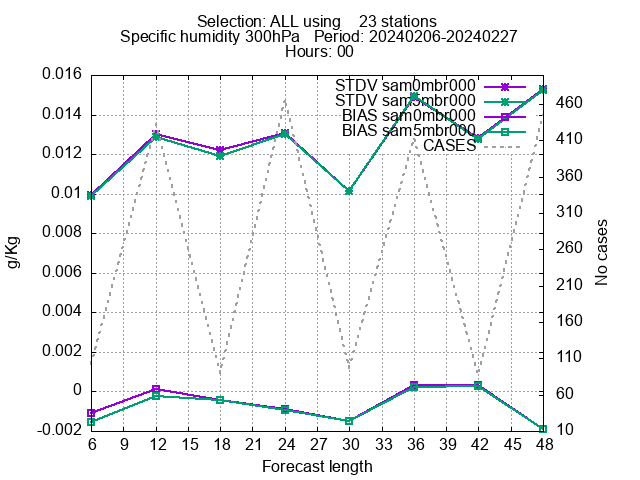 Selection: ALL using    23 stations
Specific humidity 300hPa   Period: 20240206-20240227
Hours: 00
STDV sam0mbr000
STDV sam5mbr000
BIAS sam0mbr000
BIAS sam5mbr000
CASES
0.016
0.014
0.012
0.01
0.008
0.006
0.004
0.002
0
-0.002
g/Kg
460
410
360
310
260
210
160
110
60
10
No cases
6 9 12 15 18 21 24 27 30 33 36 39 42 45 48
Forecast length